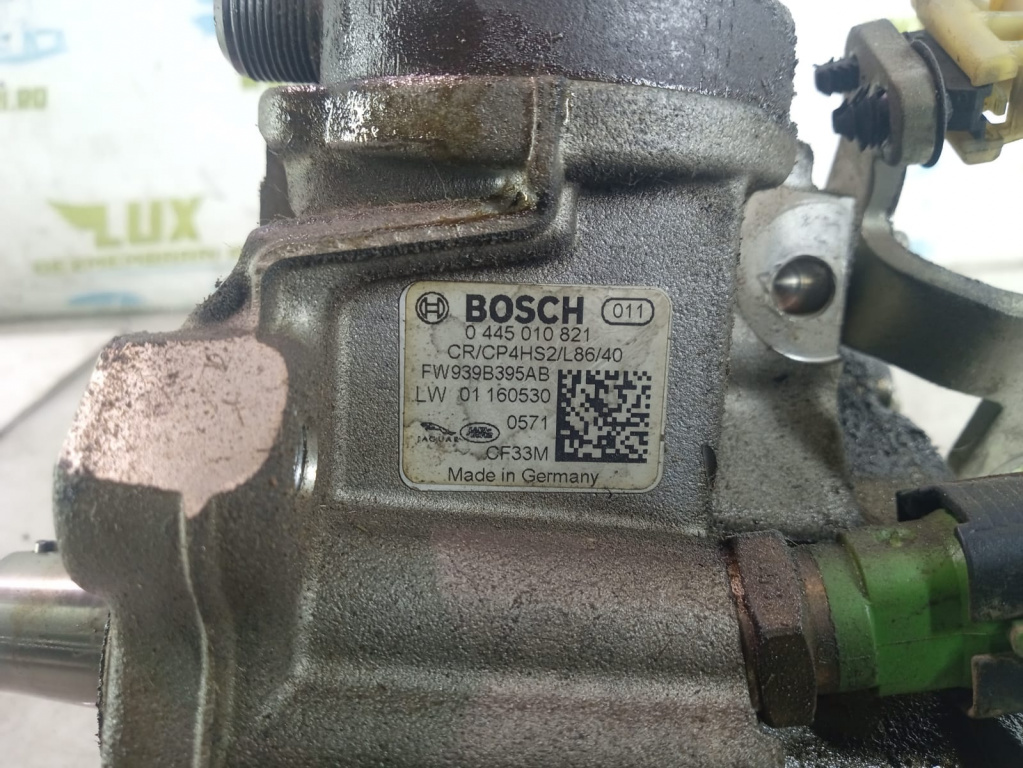 LUX
BOSCH 011
0 445 010 821
CR/CP4HS2/L86/40
FW939B395AB
LW 01 160530
0571
JAGUAR
CF33M
Made in Germany